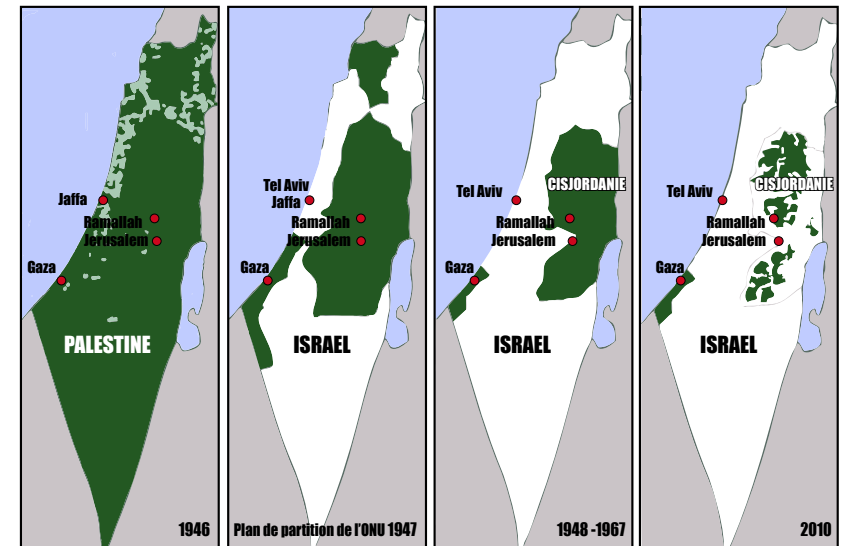 Jaffa
Ramallah
Jerusalem
Gaza
PALESTINE
1946
Tel Aviv
Jaffa
Ramallah
Jerusalem
Gaza
ISRAEL
Plan de partition de l'ONU 1947
CISJORDANIE
Tel Aviv
Ramallah
Jerusalem
Gaza
ISRAEL
1948 -1967
CISJORDANIE
Tel Aviv
Ramallah
Jerusalem
Gaza
ISRAEL
2010